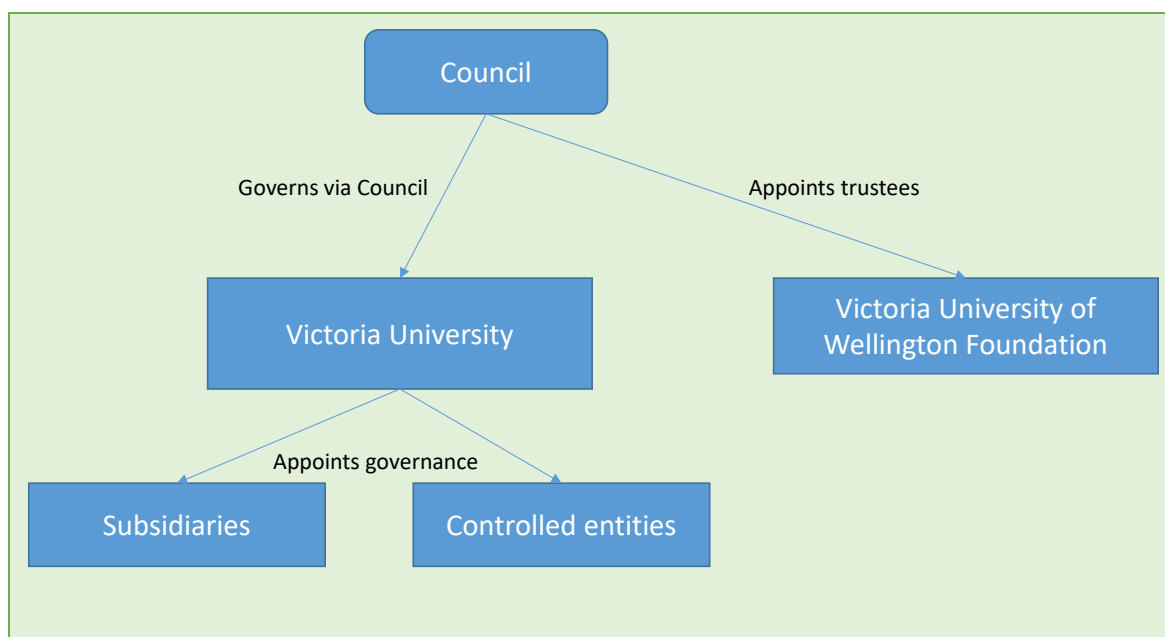 Council
Governs via Council
Appoints trustees
Victoria University
Victoria University of
Wellington Foundation
Appoints governance
Subsidiaries
Controlled entities